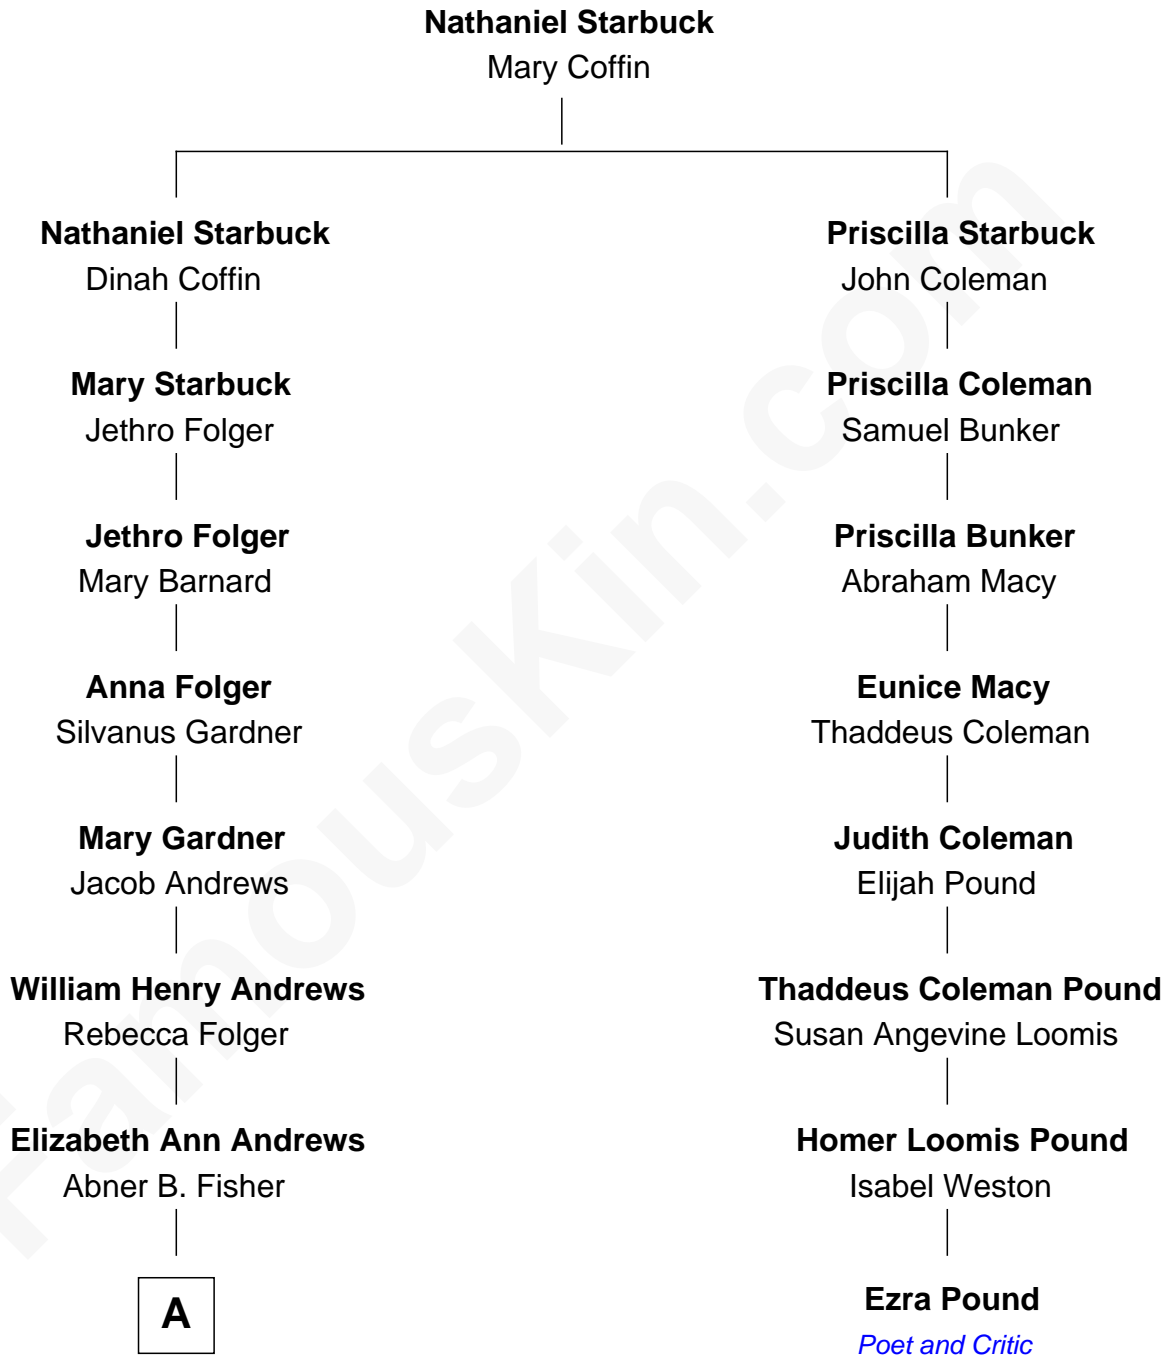 Nathaniel Starbuck
Mary Coffin
Nathaniel Starbuck
Dinah Coffin
Priscilla Starbuck
John Coleman
Mary Starbuck
Jethro Folger
Priscilla Coleman
Samuel Bunker
Jethro Folger
Mary Barnard
Priscilla Bunker
Abraham Macy
Anna Folger
Silvanus Gardner
Eunice Macy
Thaddeus Coleman
Mary Gardner
Jacob Andrews
Judith Coleman
Elijah Pound
William Henry Andrews
Rebecca Folger
Thaddeus Coleman Pound
Susan Angevine Loomis
Elizabeth Ann Andrews
Abner B. Fisher
Homer Loomis Pound
Isabel Weston
A
Ezra Pound
Poet and Critic
FamousKin.com